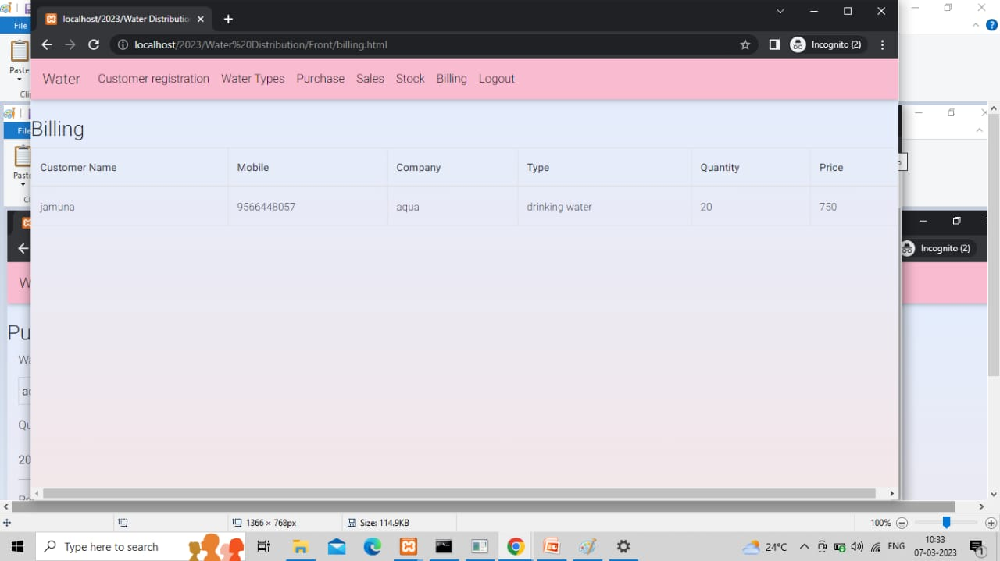 File
Paste
localhost/2023/Water Distributio
localhost/2023/Water%20Distribution/Front/billing.html
Incognito (2)
Water Customer registration Water Types Purchase Sales Stock Billing Logout
File
Paste
Billing
Customer Name Mobile Company Type Quantity Price
jamuna 9566448057 aqua drinking water 20 750
Incognito (2)
W
Pu
Wa
Qu
20
1366 × 768px
Size: 114.9KB
100%
Type here to search
24°C
ENG
10:33
07-03-2023
1